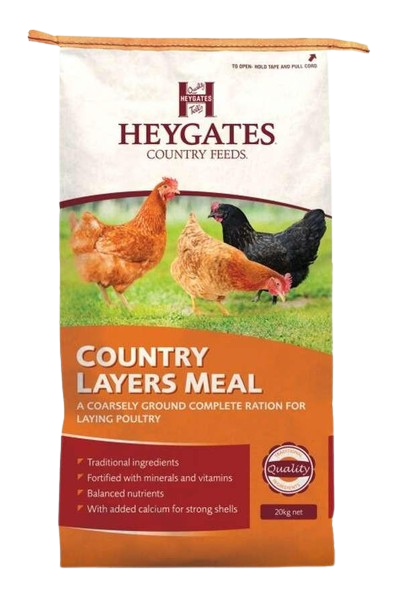 TO OPEN: HOLD TAPE AND PULL CORD
Quality
HEYGATES
HEYGATES
COUNTRY FEEDS.
COUNTRY
LAYERS MEAL
A COARSELY GROUND COMPLETE RATION FOR
LAYING POULTRY
Traditional ingredients
Fortified with minerals and vitamins
Balanced nutrients
With added calcium for strong shells
Quality
20kg net